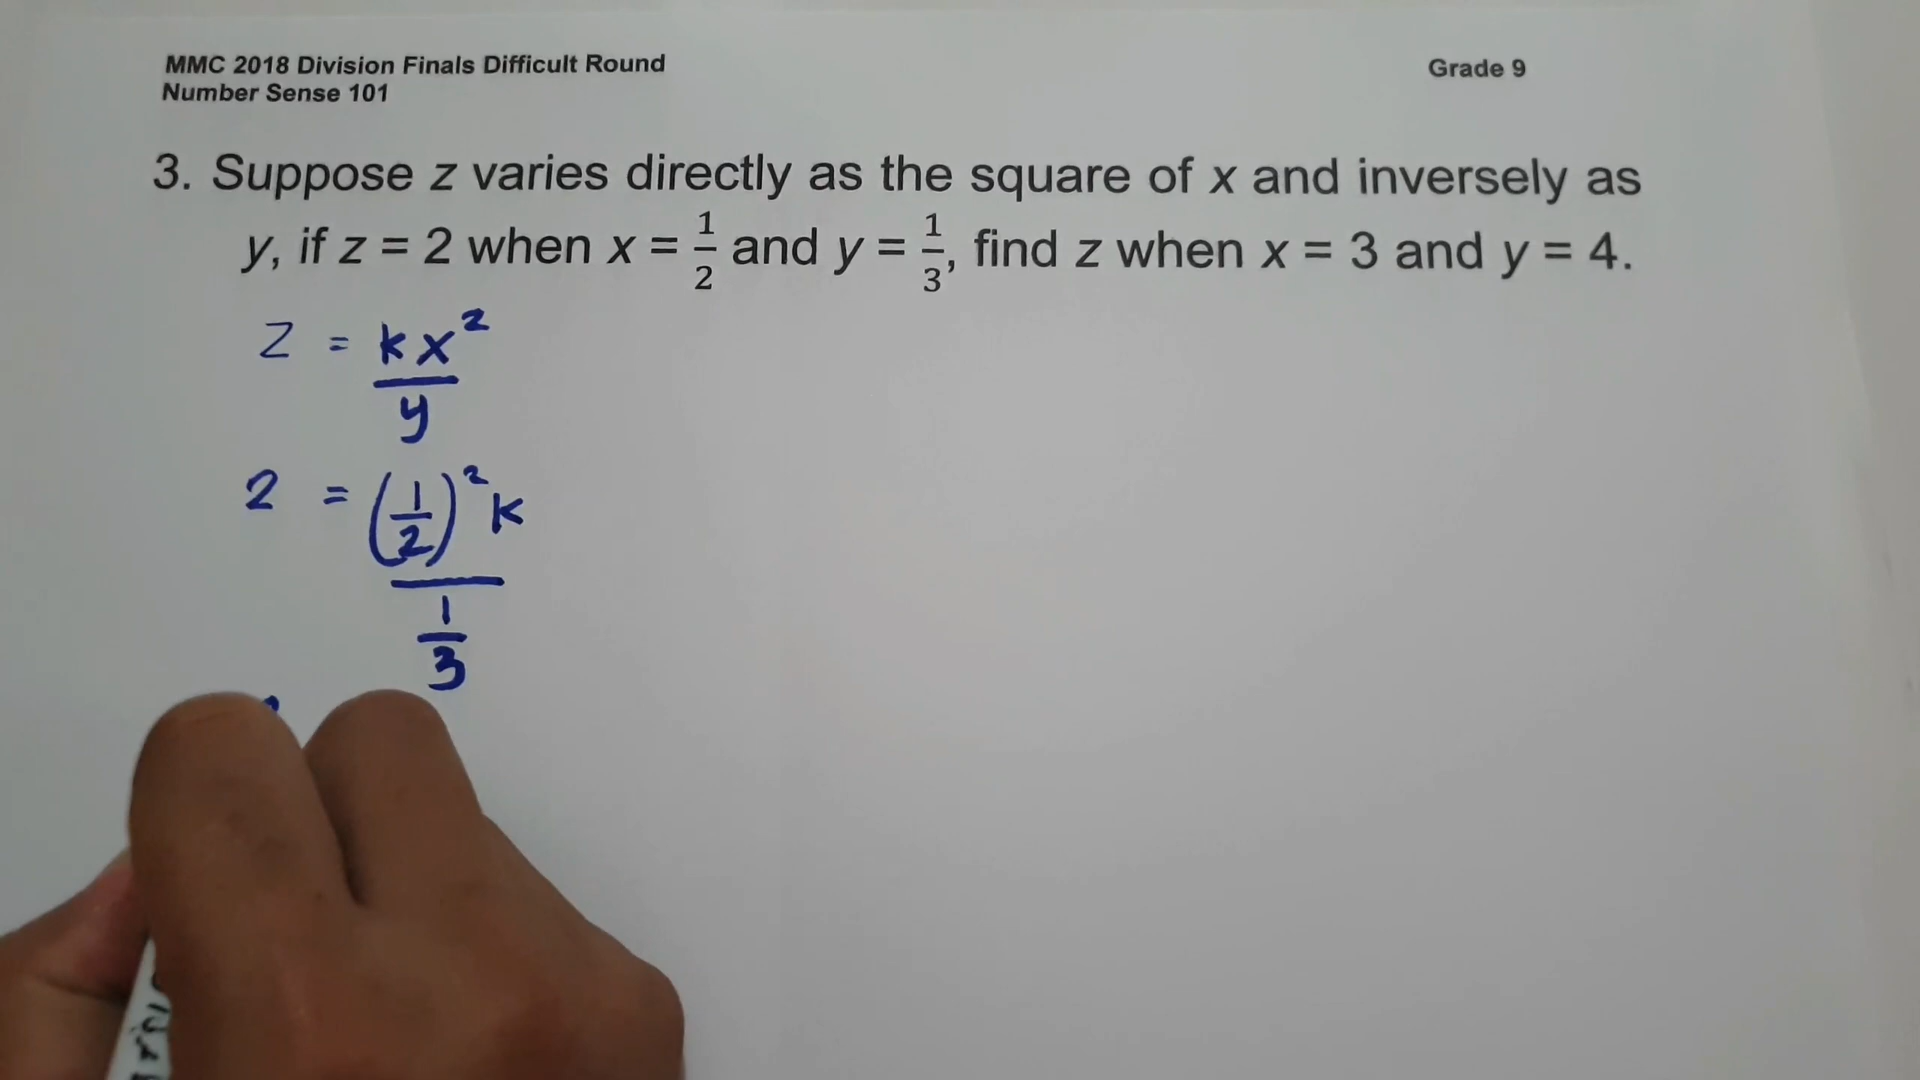 MMC 2018 Division Finals Difficult Round
Number Sense 101
Grade 9
3. Suppose z varies directly as the square of x and inversely as
y, if z = 2 when x = 1/2 and y = 1/3, find z when x = 3 and y = 4.
z = kx²/y
2 = (1/2)²k / 1/3